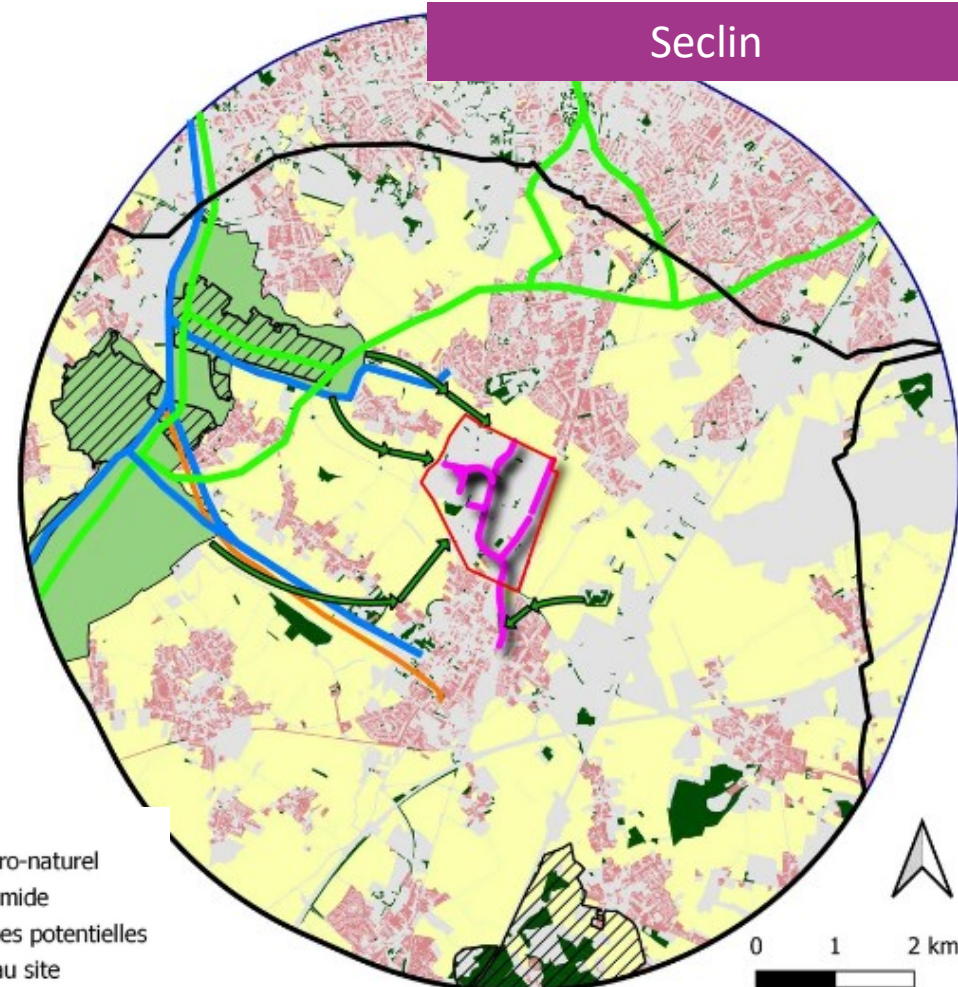 Seclin
ro-naturel
mide
es potentielles
au site
0 1 2 km